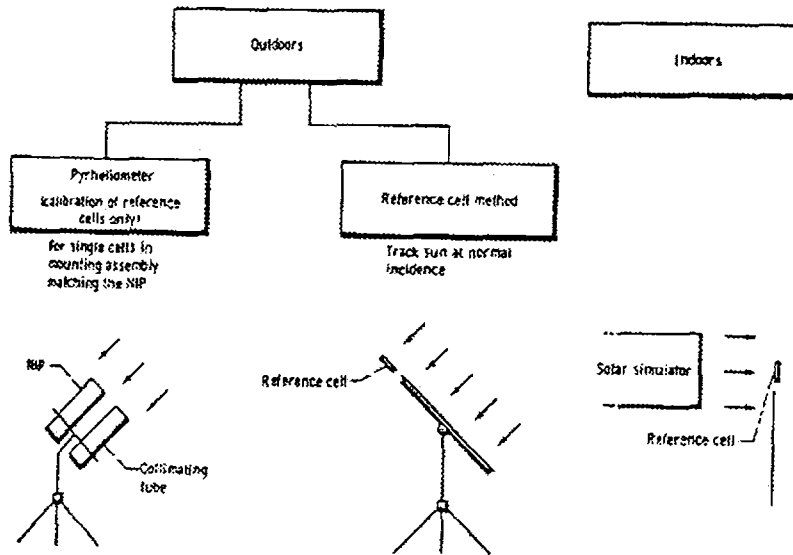 Outdoors
Indoors
Pyrheliometer
(calibration of reference
cells only)
for single cells in
mounting assembly
matching the NIP
Reference cell method
Track sun at normal
incidence
NIP
Collimating
tube
Reference cell
Solar simulator
Reference cell